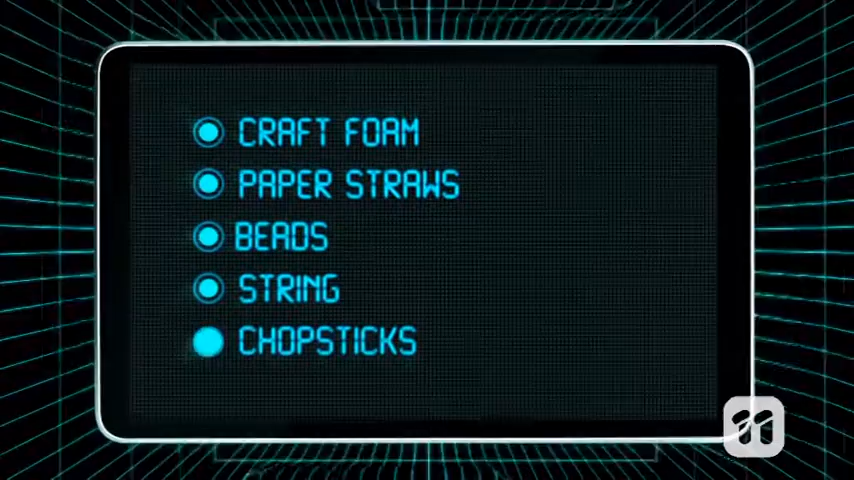 CRAFT FOAM
PAPER STRAWS
BEADS
STRING
CHOPSTICKS